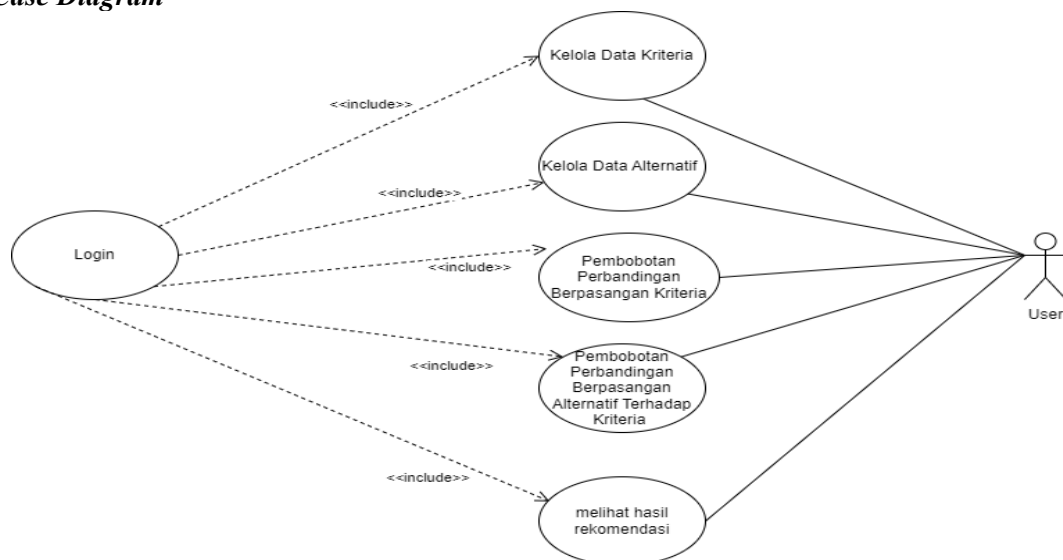 Case Diagram
Kelola Data Kriteria
<<include>>
Kelola Data Alternatif
<<include>>
Login
<<include>>
Pembobotan
Perbandingan
Berpasangan Kriteria
User
<<include>>
Pembobotan
Perbandingan
Berpasangan
Alternatif Terhadap
Kriteria
<<include>>
melihat hasil
rekomendasi